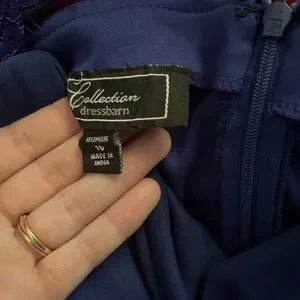 Collection
dressbarn
WOMAN
16
MADE IN
INDIA